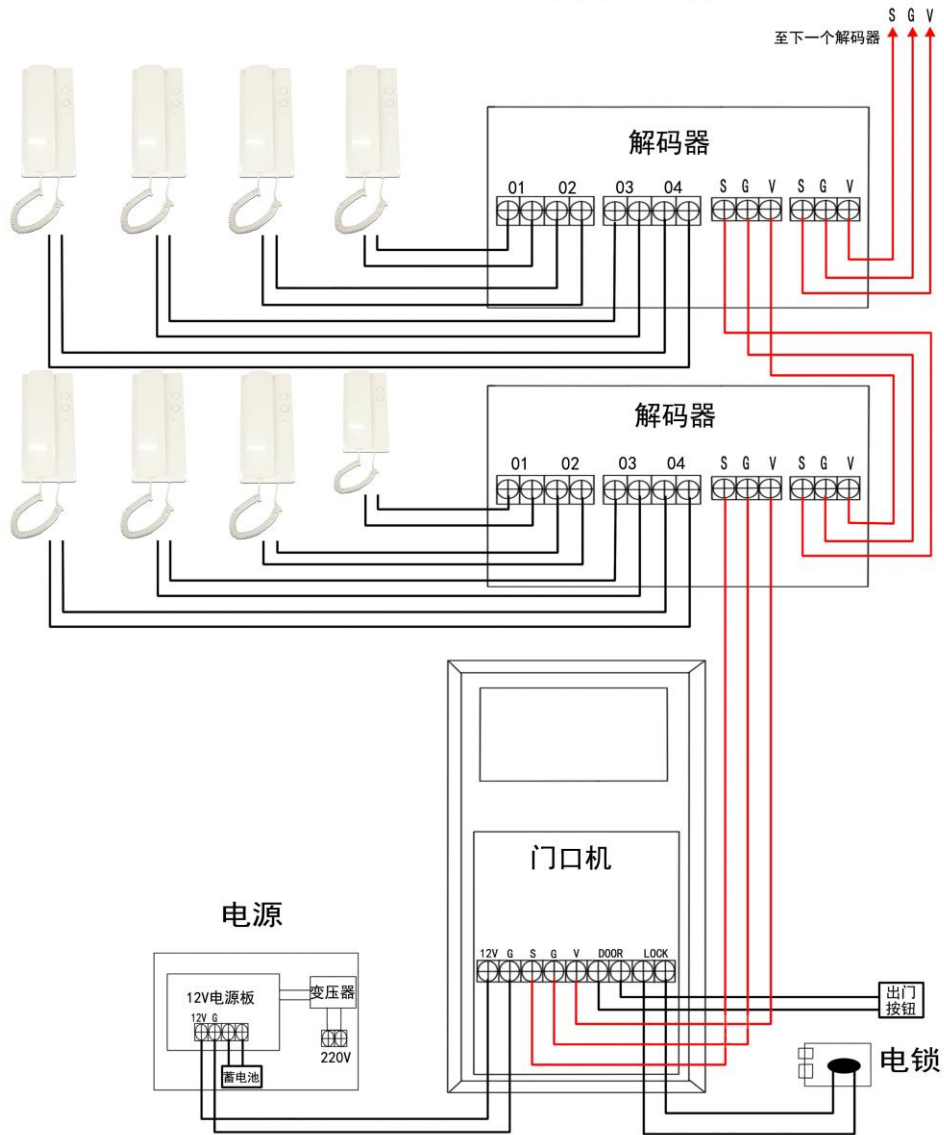 S G V
至下一个解码器
解码器
01 02 03 04 S G V S G V
解码器
01 02 03 04 S G V S G V
门口机
12V G S G V DOOR LOCK
电源
12V电源板
变压器
12V G
220V
蓄电池
出门
按钮
电锁